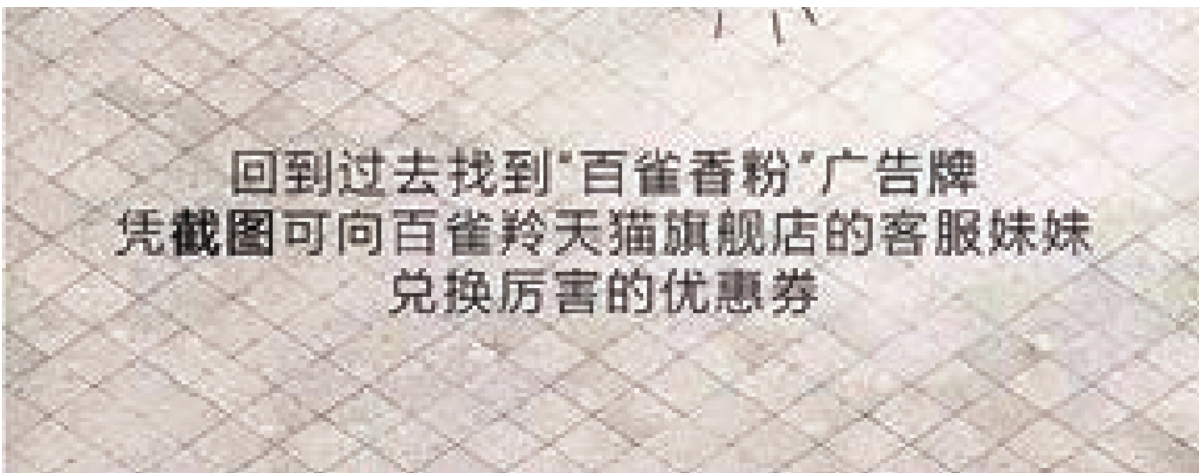 回到过去找到“百雀香粉”广告牌
凭截图可向百雀羚天猫旗舰店的客服妹妹
兑换厉害的优惠券